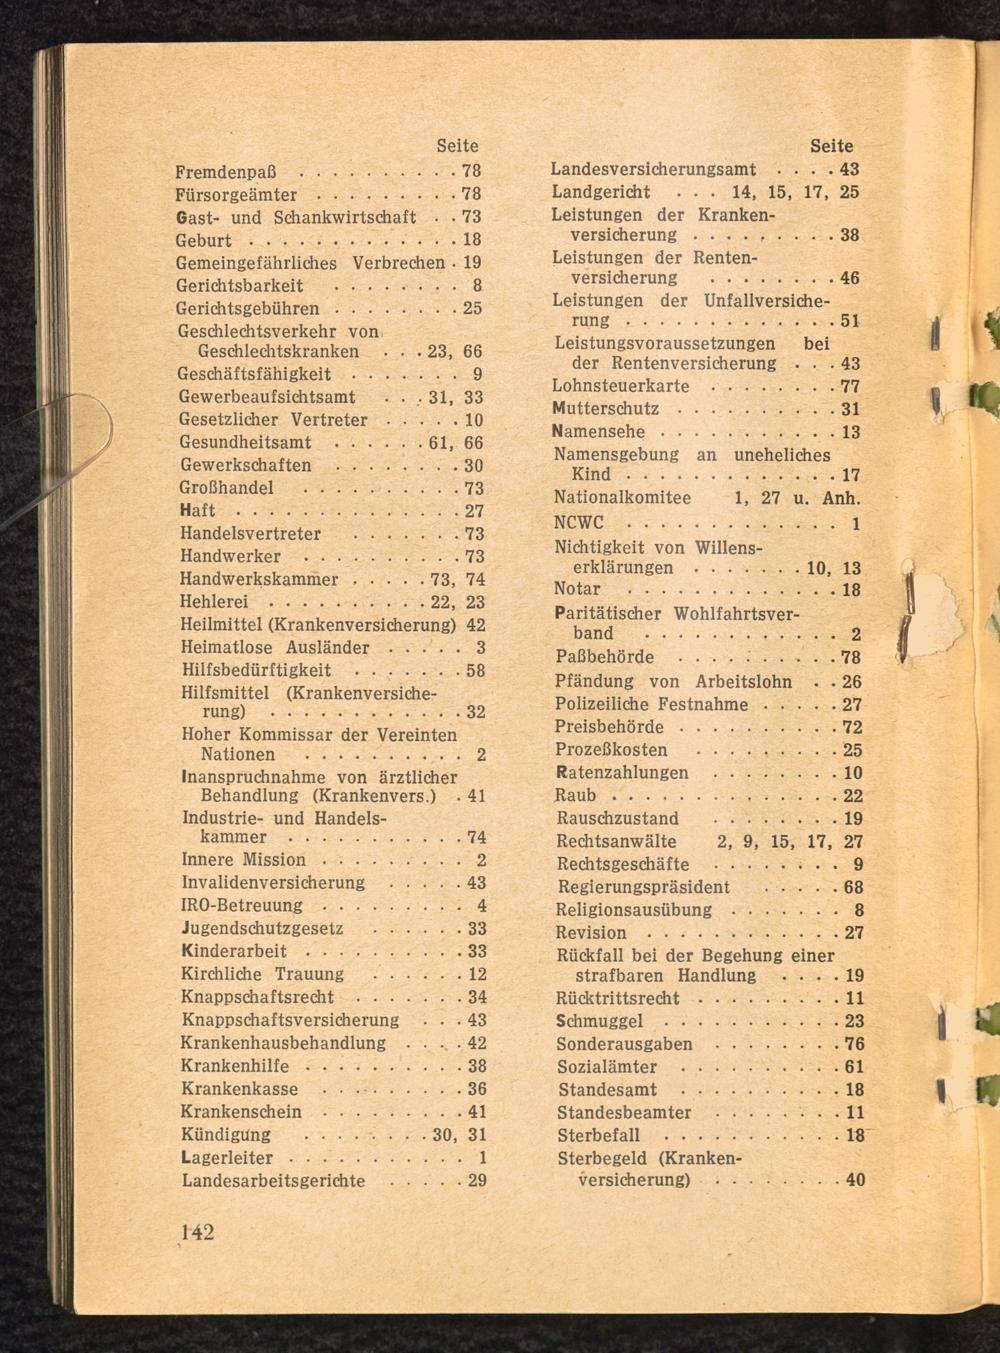 Seite
Fremdenpaß . . . . . . . . . . 78
Fürsorgeämter . . . . . . . . . 78
Gast- und Schankwirtschaft . . 73
Geburt . . . . . . . . . . . . . 18
Gemeingefährliches Verbrechen . 19
Gerichtsbarkeit . . . . . . . . 8
Gerichtsgebühren . . . . . . . . 25
Geschlechtsverkehr von
Geschlechtskranken . . . 23, 66
Geschäftsfähigkeit . . . . . . . 9
Gewerbeaufsichtsamt . . . 31, 33
Gesetzlicher Vertreter . . . . . 10
Gesundheitsamt . . . . . . 61, 66
Gewerkschaften . . . . . . . . 30
Großhandel . . . . . . . . . . 73
Haft . . . . . . . . . . . . . . 27
Handelsvertreter . . . . . . . 73
Handwerker . . . . . . . . . . 73
Handwerkskammer . . . . . 73, 74
Hehlerei . . . . . . . . . . 22, 23
Heilmittel (Krankenversicherung) 42
Heimatlose Ausländer . . . . . 3
Hilfsbedürftigkeit . . . . . . . 58
Hilfsmittel (Krankenversiche-
rung) . . . . . . . . . . . . 32
Hoher Kommissar der Vereinten
Nationen . . . . . . . . . . 2
Inanspruchnahme von ärztlicher
Behandlung (Krankenvers.) . 41
Industrie- und Handels-
kammer . . . . . . . . . . . 74
Innere Mission . . . . . . . . . 2
Invalidenversicherung . . . . . 43
IRO-Betreuung . . . . . . . . . 4
Jugendschutzgesetz . . . . . . 33
Kinderarbeit . . . . . . . . . . 33
Kirchliche Trauung . . . . . . 12
Knappschaftsrecht . . . . . . . 34
Knappschaftsversicherung . . . 43
Krankenhausbehandlung . . . . 42
Krankenhilfe . . . . . . . . . . 38
Krankenkasse . . . . . . . . . 36
Krankenschein . . . . . . . . . 41
Kündigung . . . . . . . . 30, 31
Lagerleiter . . . . . . . . . . . 1
Landesarbeitsgerichte . . . . . 29
142
Seite
Landesversicherungsamt . . . . 43
Landgericht . . . 14, 15, 17, 25
Leistungen der Kranken-
versicherung . . . . . . . . . 38
Leistungen der Renten-
versicherung . . . . . . . . 46
Leistungen der Unfallversiche-
rung . . . . . . . . . . . . . 51
Leistungsvoraussetzungen bei
der Rentenversicherung . . . 43
Lohnsteuerkarte . . . . . . . . 77
Mutterschutz . . . . . . . . . . 31
Namensehe . . . . . . . . . . . 13
Namensgebung an uneheliches
Kind . . . . . . . . . . . . . 17
Nationalkomitee 1, 27 u. Anh.
NCWC . . . . . . . . . . . . . 1
Nichtigkeit von Willens-
erklärungen . . . . . . . 10, 13
Notar . . . . . . . . . . . . . 18
Paritätischer Wohlfahrtsver-
band . . . . . . . . . . . . 2
Paßbehörde . . . . . . . . . . 78
Pfändung von Arbeitslohn . . 26
Polizeiliche Festnahme . . . . . 27
Preisbehörde . . . . . . . . . . 72
Prozeßkosten . . . . . . . . . 25
Ratenzahlungen . . . . . . . . 10
Raub . . . . . . . . . . . . . . 22
Rauschzustand . . . . . . . . 19
Rechtsanwälte 2, 9, 15, 17, 27
Rechtsgeschäfte . . . . . . . . 9
Regierungspräsident . . . . . 68
Religionsausübung . . . . . . . 8
Revision . . . . . . . . . . . . 27
Rückfall bei der Begehung einer
strafbaren Handlung . . . . 19
Rücktrittsrecht . . . . . . . . . 11
Schmuggel . . . . . . . . . . . 23
Sonderausgaben . . . . . . . . 76
Sozialämter . . . . . . . . . . 61
Standesamt . . . . . . . . . . 18
Standesbeamter . . . . . . . . 11
Sterbefall . . . . . . . . . . . 18
Sterbegeld (Kranken-
versicherung) . . . . . . . . 40